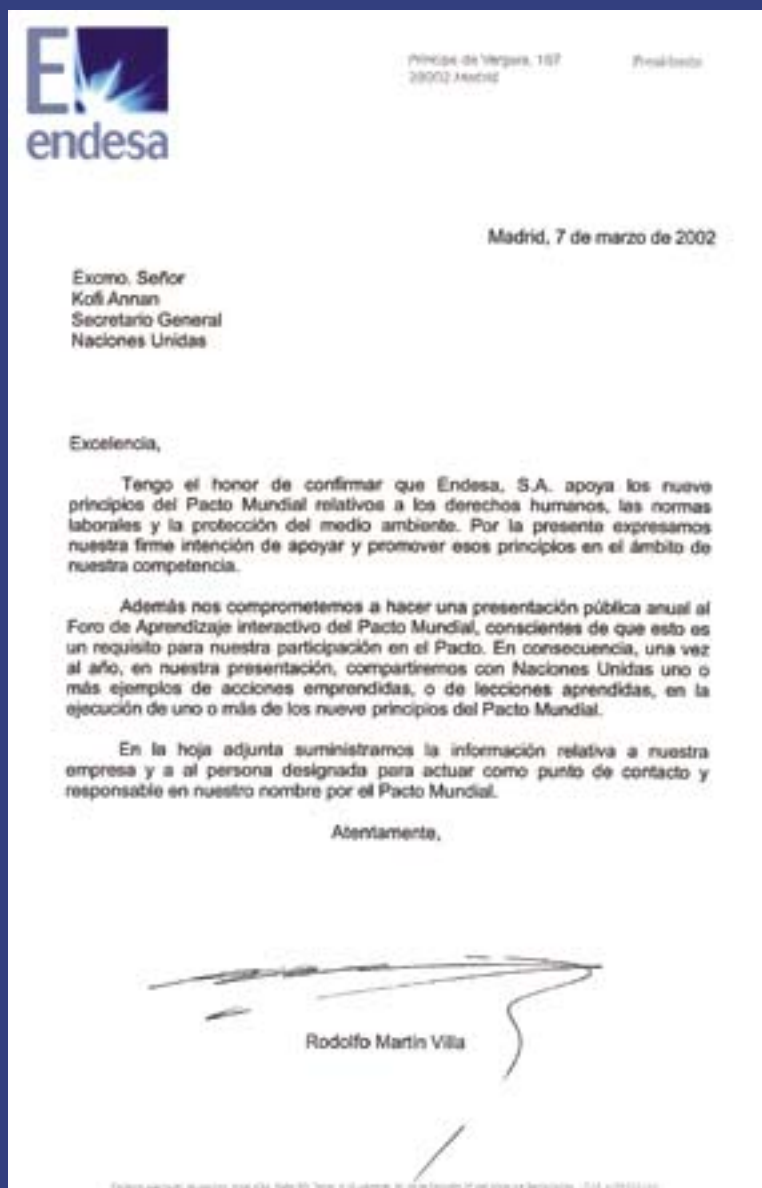 E
endesa
Príncipe de Vergara, 187
28002 Madrid
Presidente
Madrid, 7 de marzo de 2002
Excmo. Señor
Kofi Annan
Secretario General
Naciones Unidas
Excelencia,
Tengo el honor de confirmar que Endesa, S.A. apoya los nueve
principios del Pacto Mundial relativos a los derechos humanos, las normas
laborales y la protección del medio ambiente. Por la presente expresamos
nuestra firme intención de apoyar y promover esos principios en el ámbito de
nuestra competencia.
Además nos comprometemos a hacer una presentación pública anual al
Foro de Aprendizaje interactivo del Pacto Mundial, conscientes de que esto es
un requisito para nuestra participación en el Pacto. En consecuencia, una vez
al año, en nuestra presentación, compartiremos con Naciones Unidas uno o
más ejemplos de acciones emprendidas, o de lecciones aprendidas, en la
ejecución de uno o más de los nueve principios del Pacto Mundial.
En la hoja adjunta suministramos la información relativa a nuestra
empresa y a al persona designada para actuar como punto de contacto y
responsable en nuestro nombre por el Pacto Mundial.
Atentamente,
Rodolfo Martín Villa